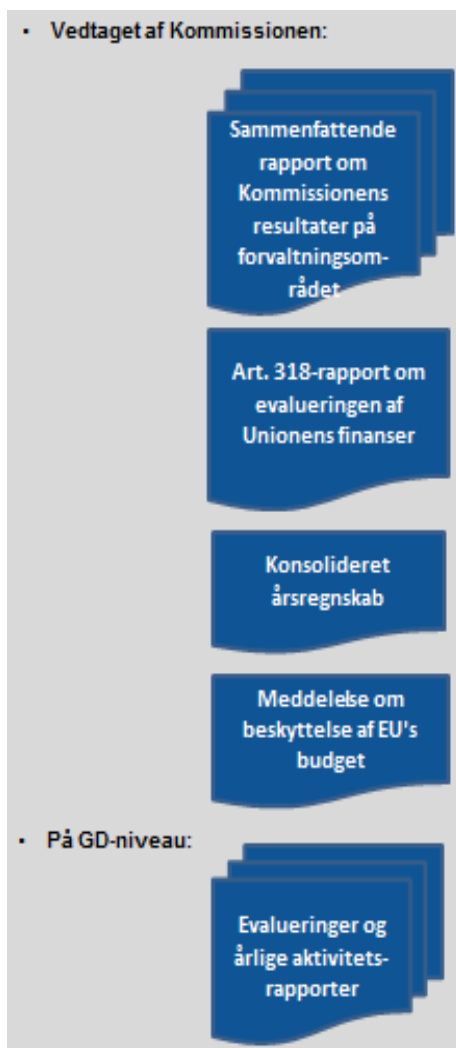 • Vedtaget af Kommissionen:
Sammenfattende
rapport om
Kommissionens
resultater på
forvaltningsom-
rådet
Art. 318-rapport om
evalueringen af
Unionens finanser
Konsolideret
årsregnskab
Meddelelse om
beskyttelse af EU's
budget
• På GD-niveau:
Evalueringer og
årlige aktivitets-
rapporter